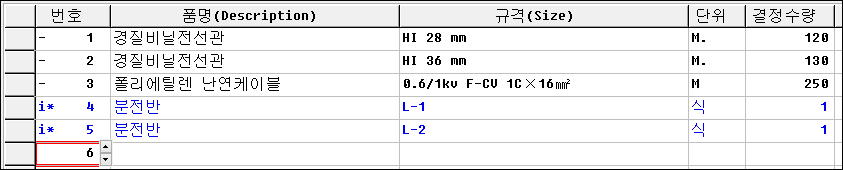 번호 품명(Description) 규격(Size) 단위 결정수량
- 1 경질비닐전선관 HI 28 mm M. 120
- 2 경질비닐전선관 HI 36 mm M. 130
- 3 폴리에틸렌 난연케이블 0.6/1kv F-CV 1C×16㎟ M 250
i* 4 분전반 L-1 식 1
i* 5 분전반 L-2 식 1
6